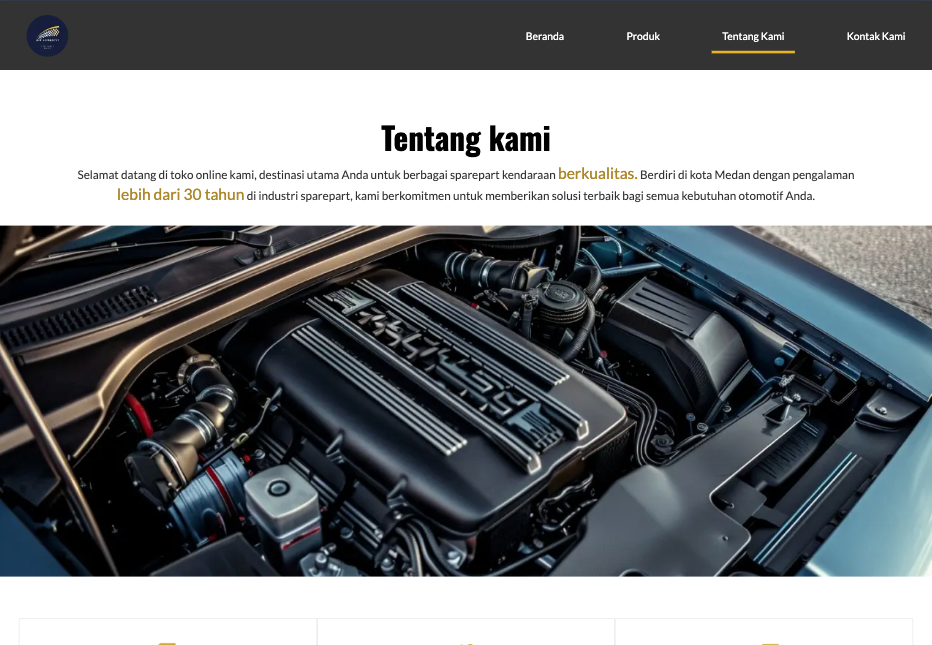 Beranda
Produk
Tentang Kami
Kontak Kami
Tentang kami
Selamat datang di toko online kami, destinasi utama Anda untuk berbagai sparepart kendaraan berkualitas. Berdiri di kota Medan dengan pengalaman
lebih dari 30 tahun di industri sparepart, kami berkomitmen untuk memberikan solusi terbaik bagi semua kebutuhan otomotif Anda.